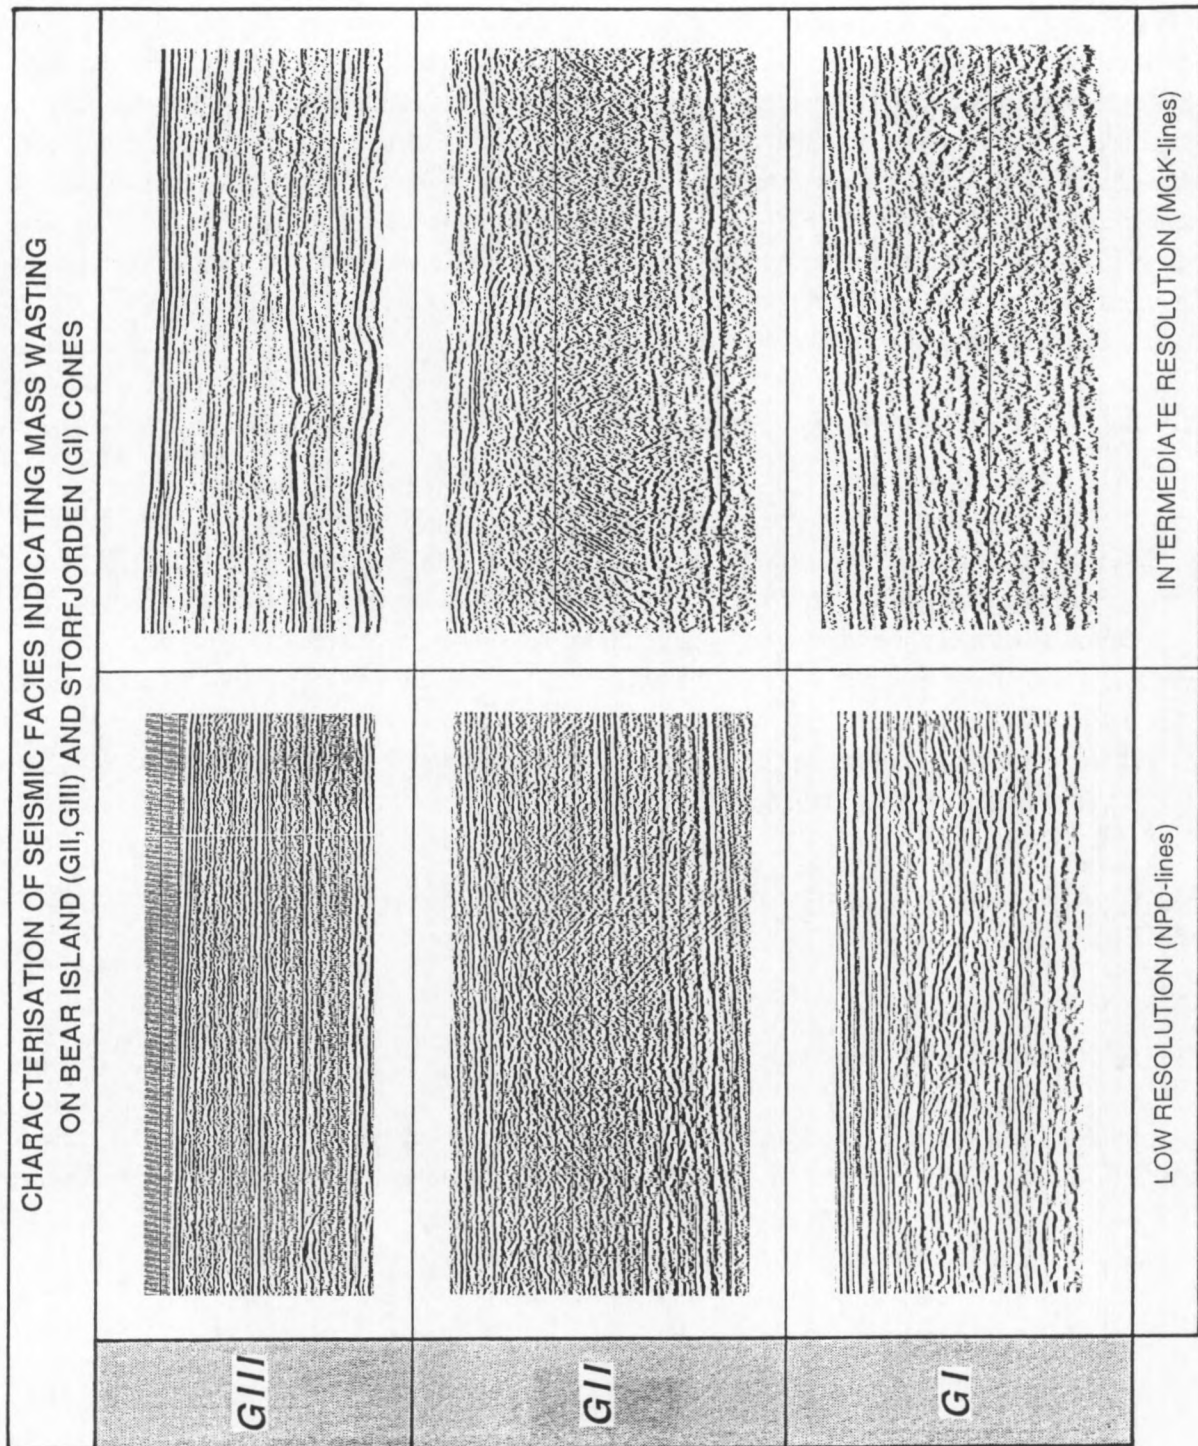 CHARACTERISATION OF SEISMIC FACIES INDICATING MASS WASTING
ON BEAR ISLAND (GII, GIII) AND STORFJORDEN (GI) CONES
GIII
GII
GI
LOW RESOLUTION (NPD-lines)
INTERMEDIATE RESOLUTION (MGK-lines)